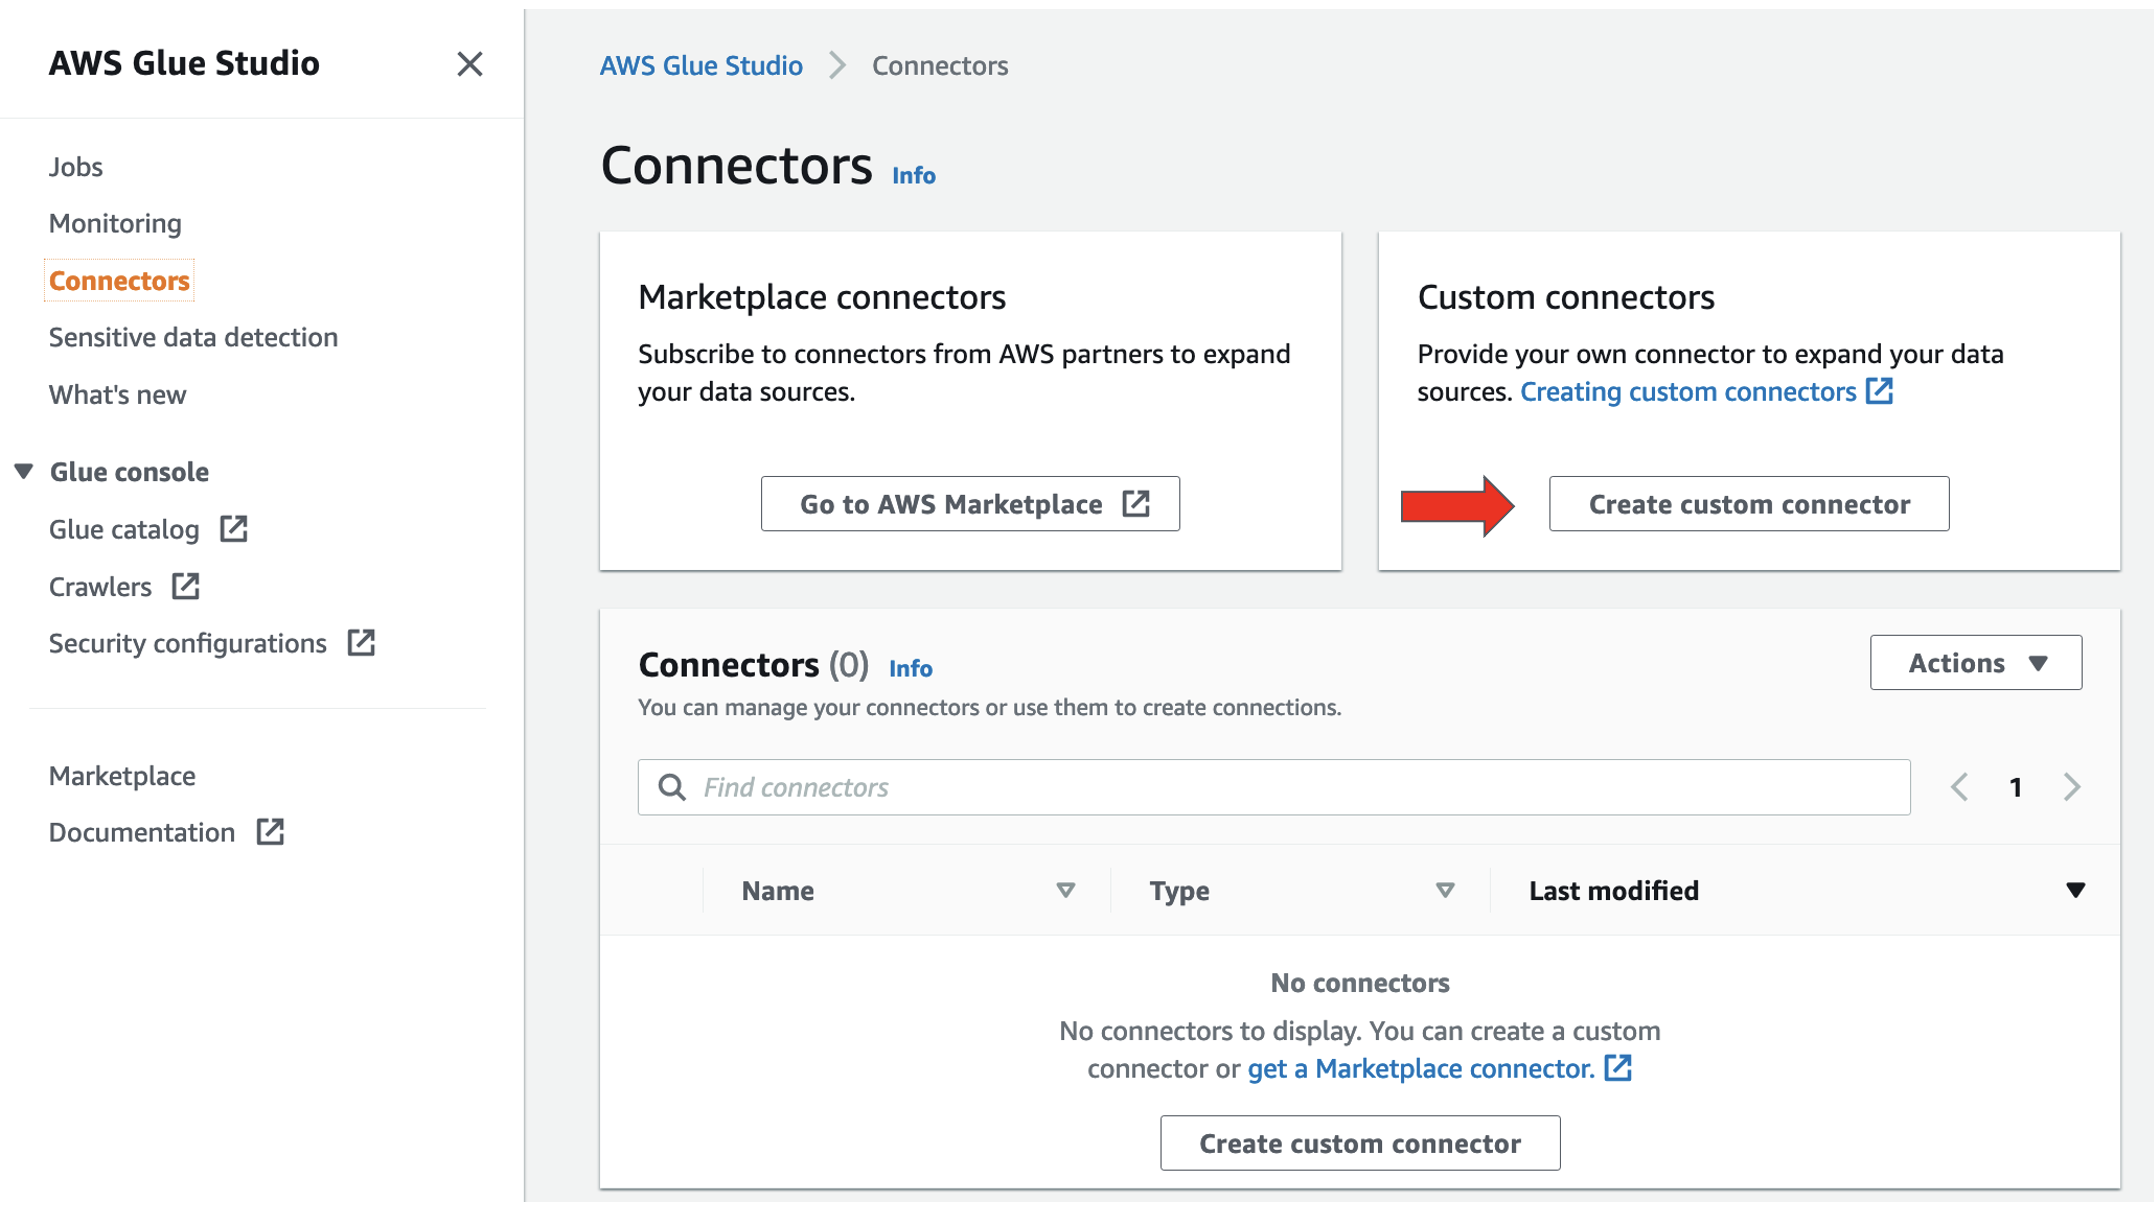 AWS Glue Studio
Jobs
Monitoring
Connectors
Sensitive data detection
What's new
Glue console
Glue catalog
Crawlers
Security configurations
Marketplace
Documentation
AWS Glue Studio > Connectors
Connectors Info
Marketplace connectors
Subscribe to connectors from AWS partners to expand
your data sources.
Go to AWS Marketplace
Custom connectors
Provide your own connector to expand your data
sources. Creating custom connectors
Create custom connector
Connectors (0) Info
Actions
You can manage your connectors or use them to create connections.
Find connectors
1
Name Type Last modified
No connectors
No connectors to display. You can create a custom
connector or get a Marketplace connector.
Create custom connector